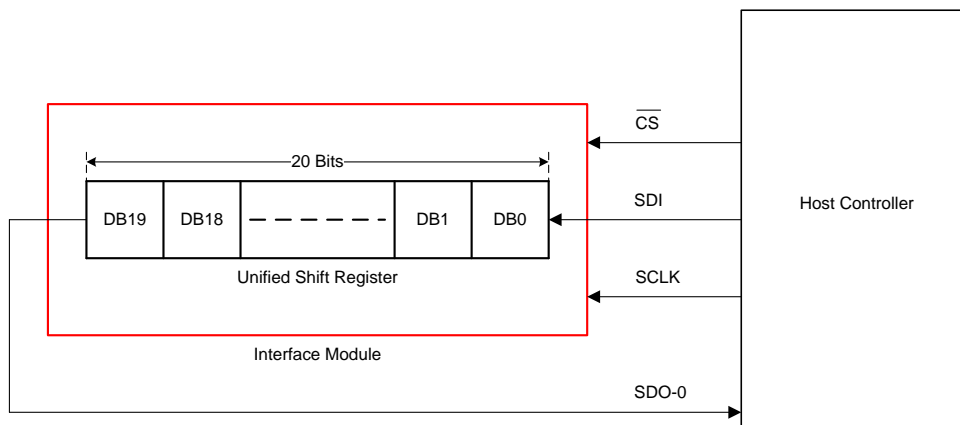 CS
20 Bits
DB19 DB18 DB1 DB0
SDI
Host Controller
Unified Shift Register
SCLK
Interface Module
SDO-0